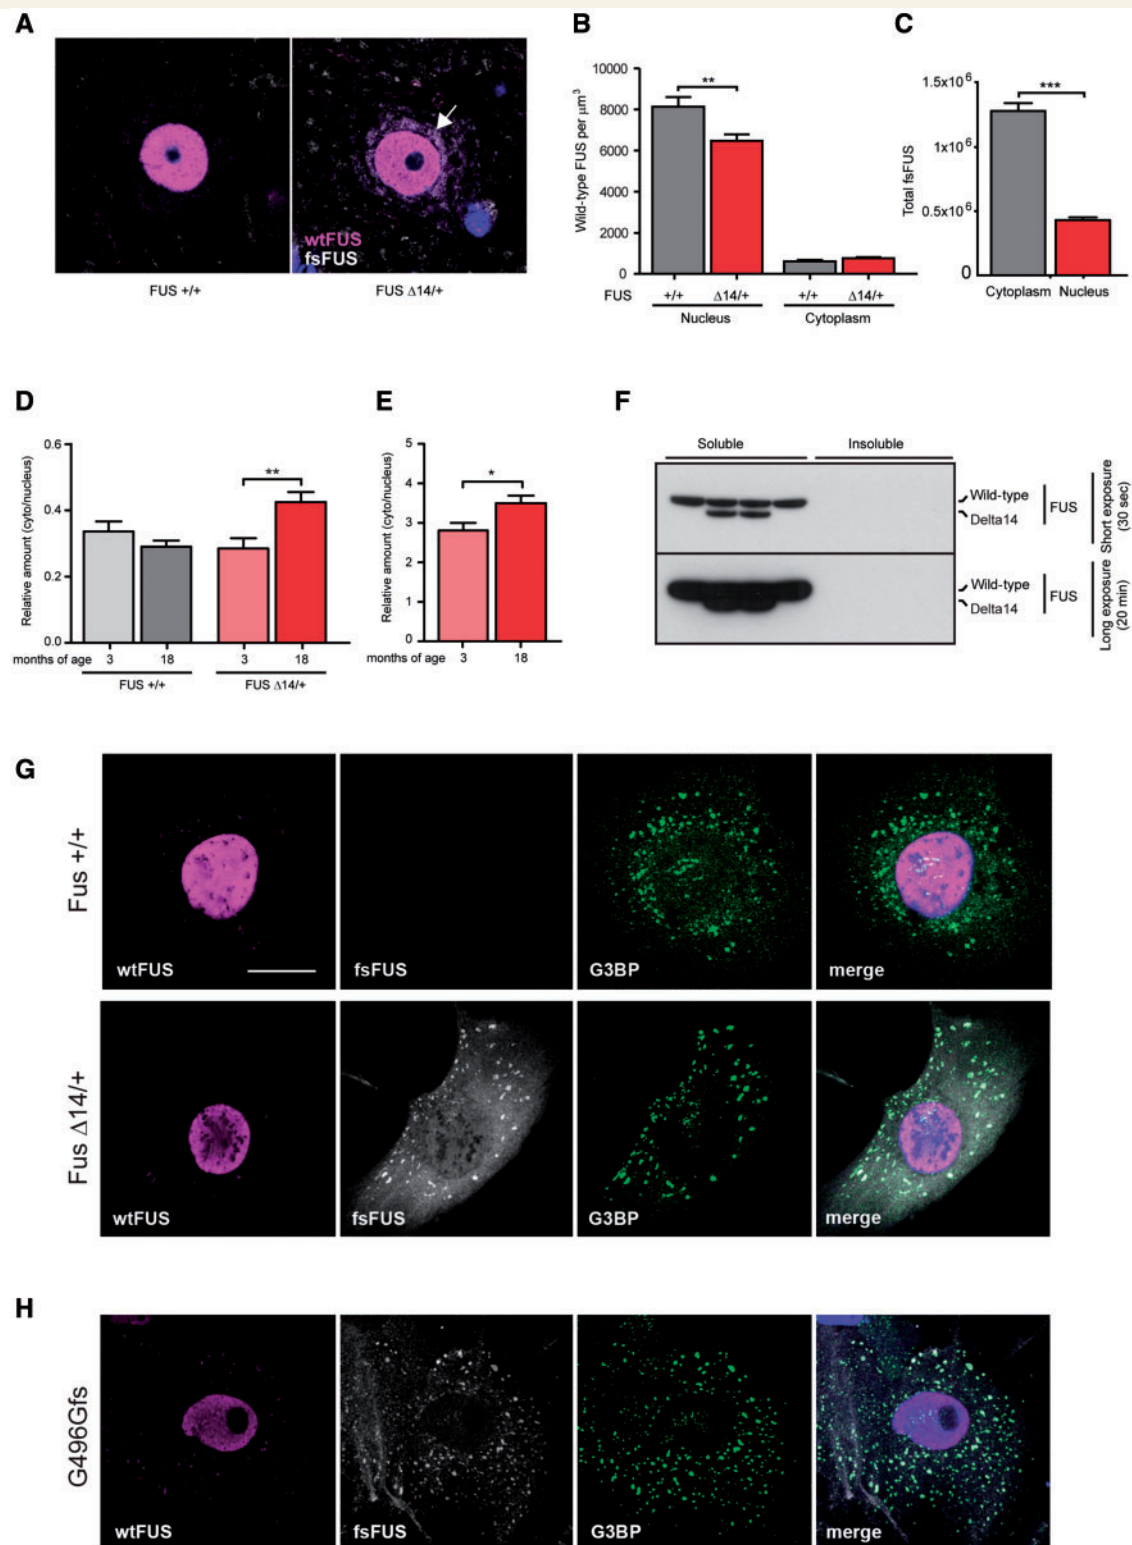 A
wtFUS
fsFUS
FUS +/+
FUS Δ14/+
B
Wild-type FUS per μm³
10000
8000
6000
4000
2000
0
**
FUS
+/+
Δ14/+
+/+
Δ14/+
Nucleus
Cytoplasm
C
Total fsFUS
1.5x10⁶
1x10⁶
0.5x10⁶
0
***
Cytoplasm
Nucleus
D
Relative amount (cyto/nucleus)
0.6
0.4
0.2
0.0
**
months of age
3
18
3
18
FUS +/+
FUS Δ14/+
E
Relative amount (cyto/nucleus)
5
4
3
2
1
0
*
months of age
3
18
F
Soluble
Insoluble
Wild-type
Delta14
FUS
Short exposure
(30 sec)
Wild-type
Delta14
FUS
Long exposure
(20 min)
G
Fus +/+
wtFUS
fsFUS
G3BP
merge
Fus Δ14/+
wtFUS
fsFUS
G3BP
merge
H
G496Gfs
wtFUS
fsFUS
G3BP
merge